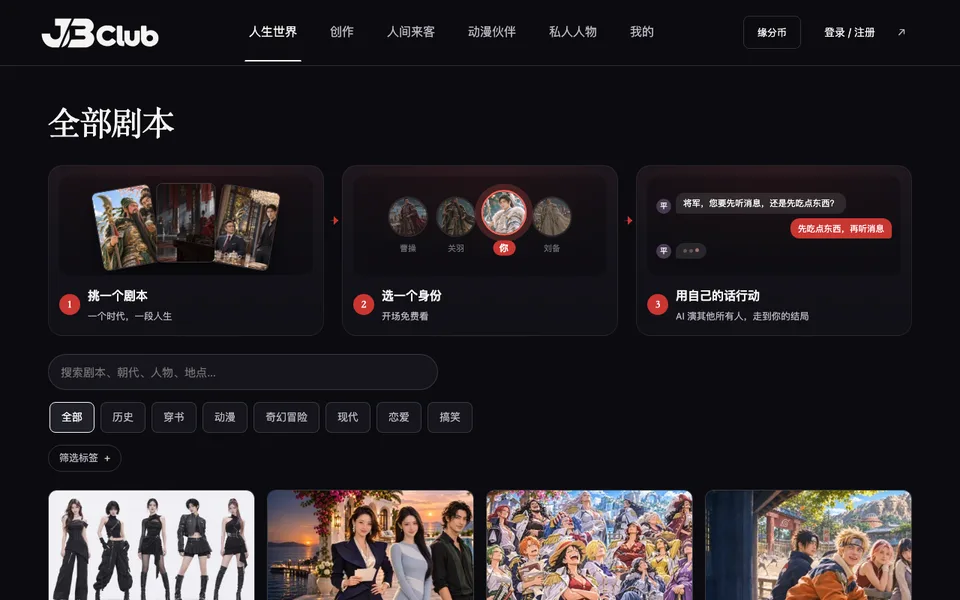 JB Club
人生世界
创作
人间来客
动漫伙伴
私人人物
我的
缘分币
登录 / 注册 ↗
全部剧本
曹操
关羽
你
刘备
平
将军,您要先听消息,还是先吃点东西?
先吃点东西,再听消息
平
1
挑一个剧本
一个时代,一段人生
2
选一个身份
开场免费看
3
用自己的话行动
AI 演其他所有人,走到你的结局
搜索剧本、朝代、人物、地点...
全部
历史
穿书
动漫
奇幻冒险
现代
恋爱
搞笑
筛选标签 +